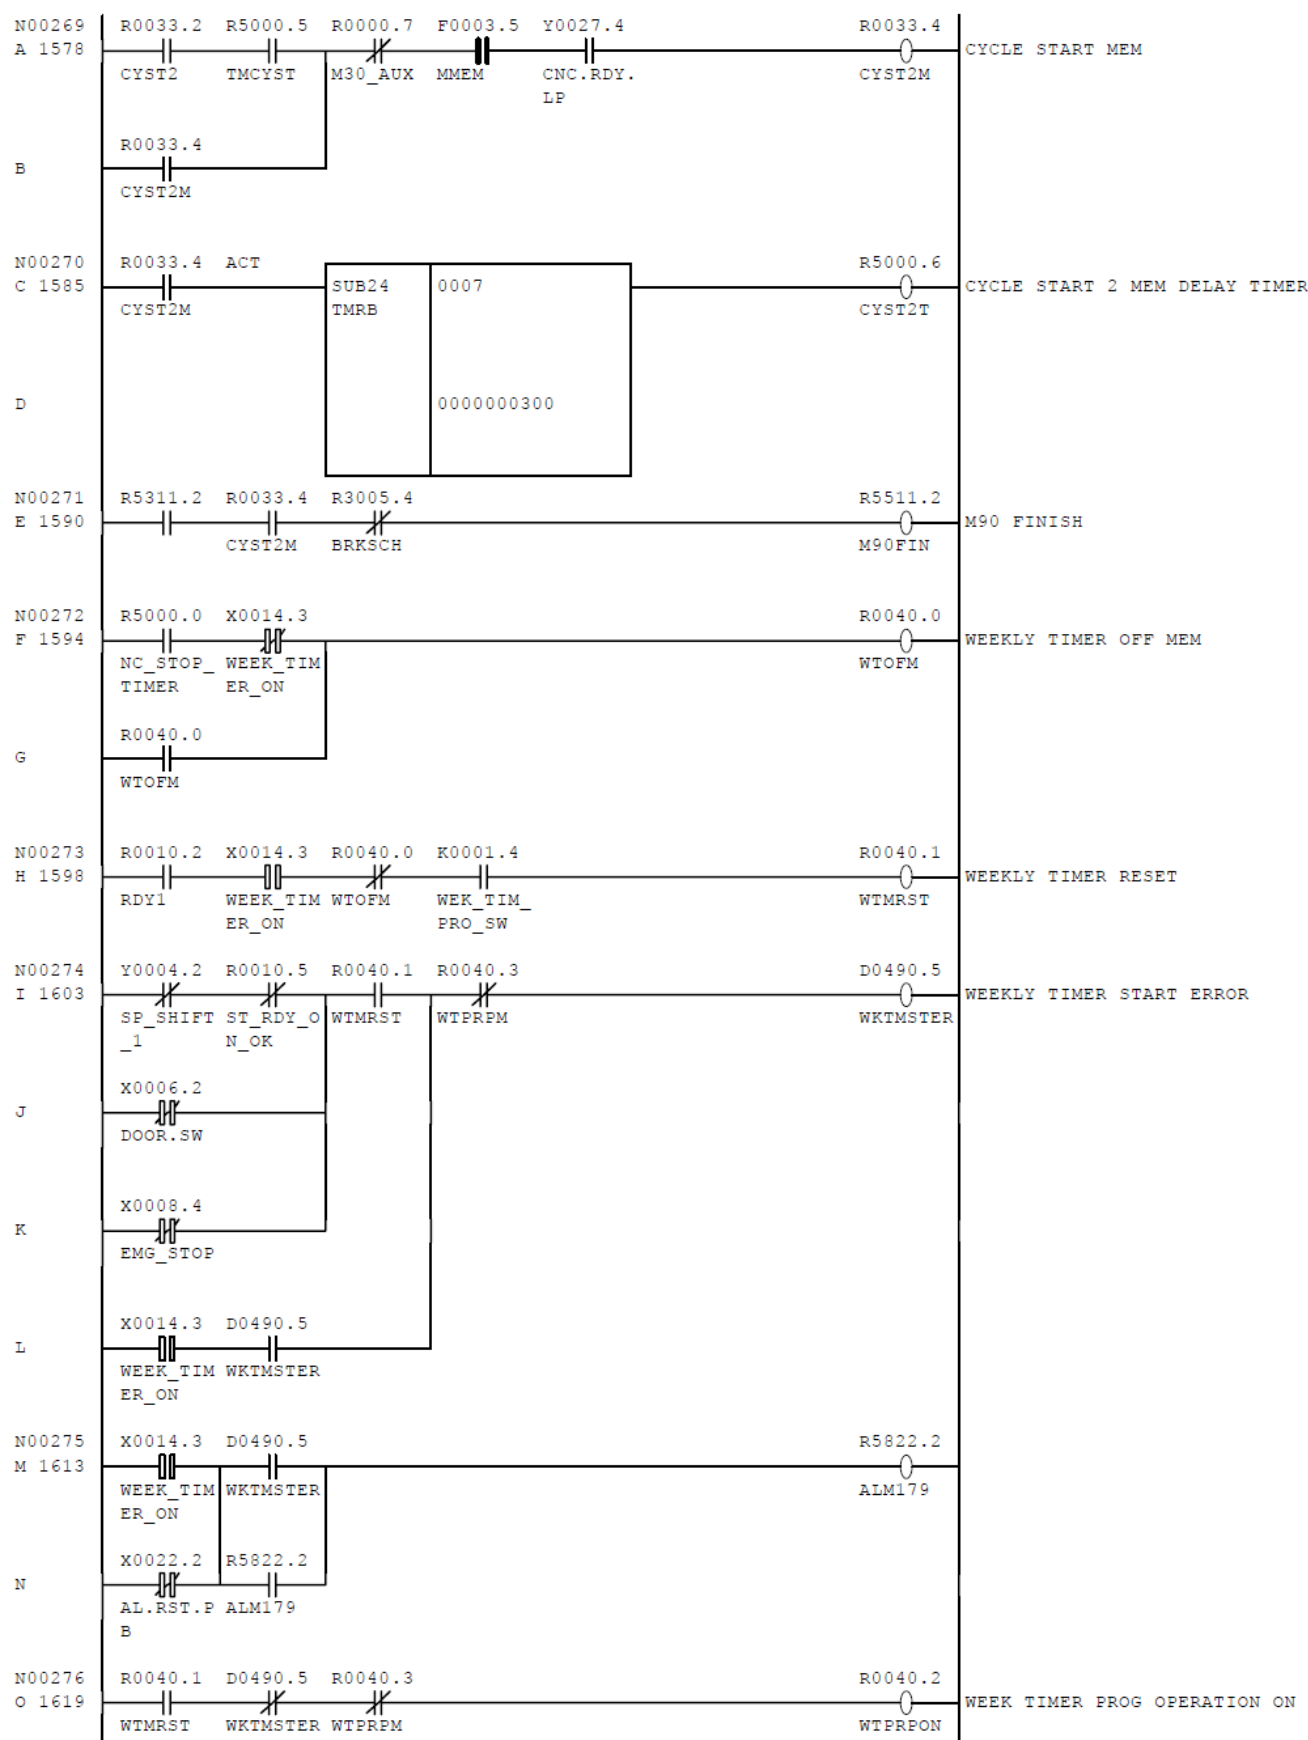 N00269 R0033.2 R5000.5 R0000.7 F0003.5 Y0027.4 R0033.4
A 1578 CYCLE START MEM
CYST2 TMCYST M30_AUX MMEM CNC.RDY. CYST2M
LP
R0033.4
B
CYST2M
N00270 R0033.4 ACT R5000.6
C 1585 SUB24 0007 CYCLE START 2 MEM DELAY TIMER
CYST2M TMRB CYST2T
D 0000000300
N00271 R5311.2 R0033.4 R3005.4 R5511.2
E 1590 M90 FINISH
CYST2M BRKSCH M90FIN
N00272 R5000.0 X0014.3 R0040.0
F 1594 WEEKLY TIMER OFF MEM
NC_STOP_ WEEK_TIM WTOFM
TIMER ER_ON
R0040.0
G
WTOFM
N00273 R0010.2 X0014.3 R0040.0 K0001.4 R0040.1
H 1598 WEEKLY TIMER RESET
RDY1 WEEK_TIM WTOFM WEK_TIM_ WTMRST
ER_ON PRO_SW
N00274 Y0004.2 R0010.5 R0040.1 R0040.3 D0490.5
I 1603 WEEKLY TIMER START ERROR
SP_SHIFT ST_RDY_O WTMRST WTPRPM WKTMSTER
_1 N_OK
X0006.2
J
DOOR.SW
X0008.4
K
EMG_STOP
X0014.3 D0490.5
L
WEEK_TIM WKTMSTER
ER_ON
N00275 X0014.3 D0490.5 R5822.2
M 1613
WEEK_TIM WKTMSTER ALM179
ER_ON
X0022.2 R5822.2
N
AL.RST.P ALM179
B
N00276 R0040.1 D0490.5 R0040.3 R0040.2
O 1619 WEEK TIMER PROG OPERATION ON
WTMRST WKTMSTER WTPRPM WTPRPON